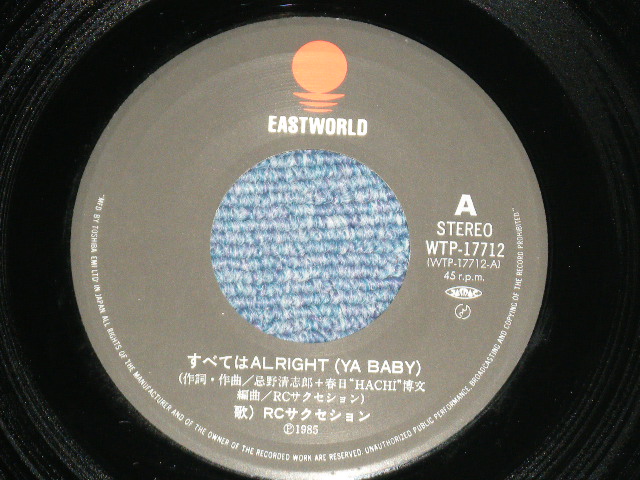 EASTWORLD
A
STEREO
WTP-17712
(WTP-17712-A)
45 r.p.m.
すべてはALRIGHT (YA BABY)
(作詞・作曲／忌野清志郎＋春日"HACHI"博文
編曲／RCサクセション)
歌）RCサクセション
Ⓟ1985
"MF'D BY TOSHIBA EMI LTD IN JAPAN ALL RIGHTS OF THE MANUFACTURER AND OF THE OWNER OF THE RECORDED WORK RESERVED. UNAUTHORIZED PUBLIC PERFORMANCE, BROADCASTING AND COPYING OF THE RECORD PROHIBITED"